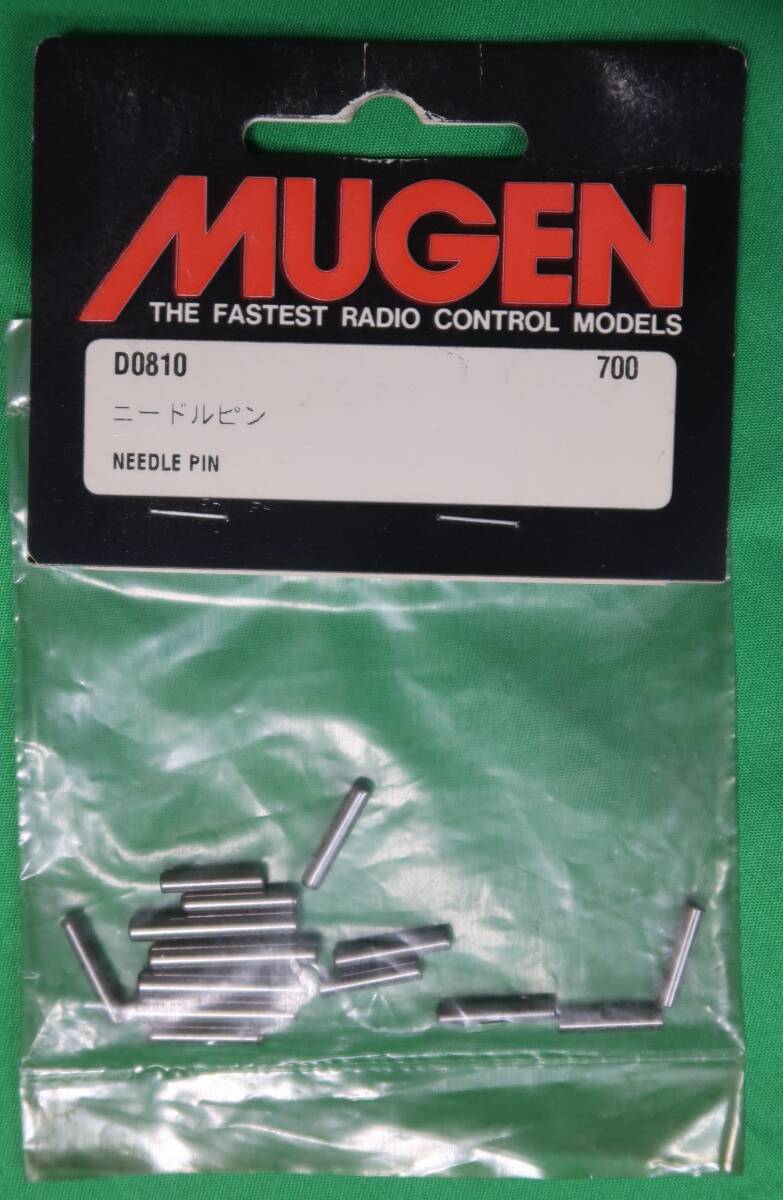 MUGEN
THE FASTEST RADIO CONTROL MODELS
D0810 700
ニードルピン
NEEDLE PIN